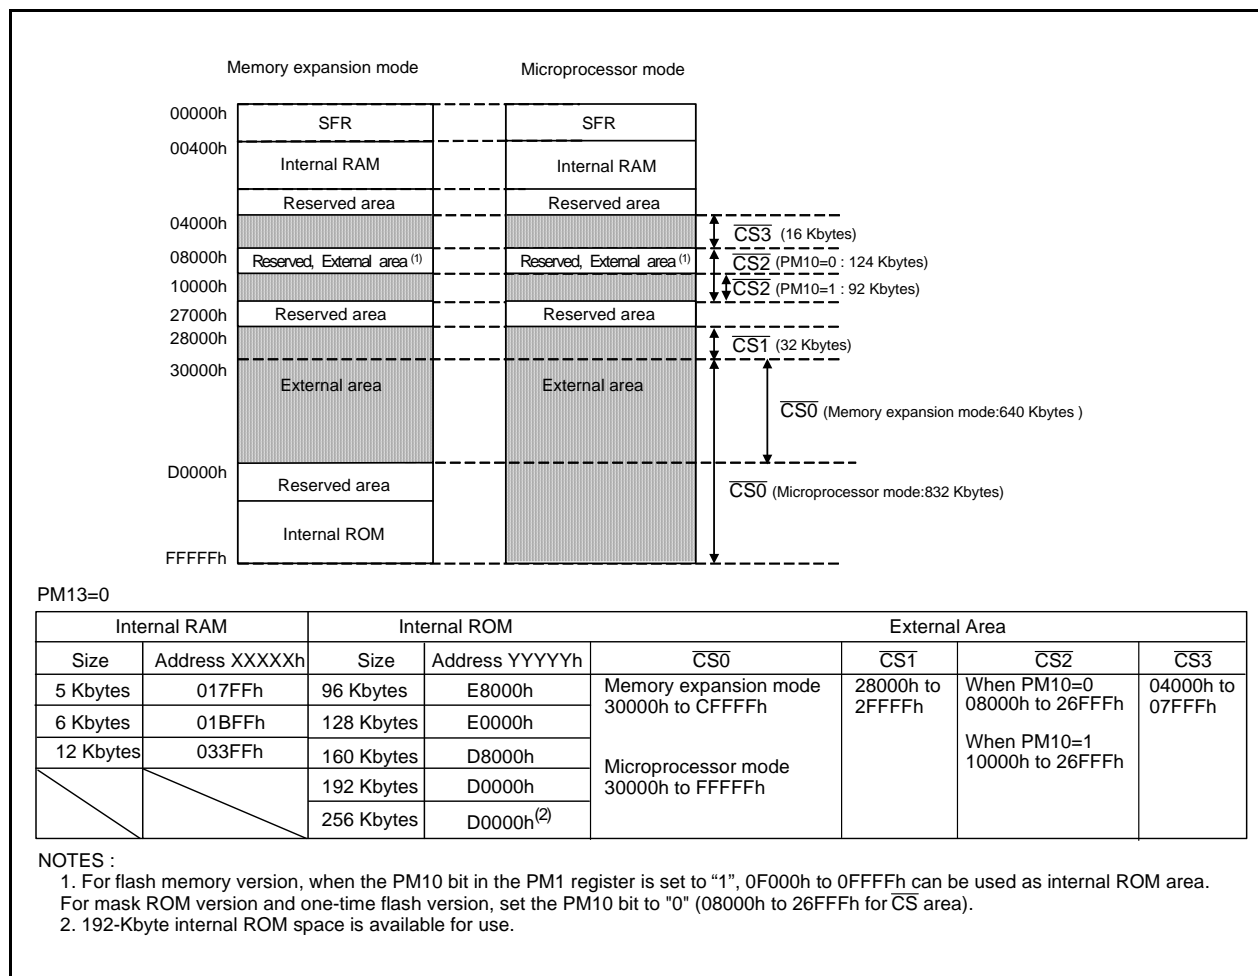 Memory expansion mode Microprocessor mode
00000h
SFR SFR
00400h
Internal RAM Internal RAM
Reserved area Reserved area
04000h
CS3 (16 Kbytes)
08000h Reserved, External area (1) Reserved, External area (1) CS2 (PM10=0 : 124 Kbytes)
10000h CS2 (PM10=1 : 92 Kbytes)
27000h Reserved area Reserved area
28000h
CS1 (32 Kbytes)
30000h
External area External area
CS0 (Memory expansion mode:640 Kbytes )
D0000h
Reserved area CS0 (Microprocessor mode:832 Kbytes)
Internal ROM
FFFFFh
PM13=0
Internal RAM Internal ROM External Area
Size Address XXXXXh Size Address YYYYYh CS0 CS1 CS2 CS3
5 Kbytes 017FFh 96 Kbytes E8000h Memory expansion mode 28000h to When PM10=0 04000h to
30000h to CFFFFh 2FFFFh 08000h to 26FFFh 07FFFh
6 Kbytes 01BFFh 128 Kbytes E0000h
When PM10=1
12 Kbytes 033FFh 160 Kbytes D8000h 10000h to 26FFFh
Microprocessor mode
192 Kbytes D0000h 30000h to FFFFFh
256 Kbytes D0000h(2)
NOTES :
1. For flash memory version, when the PM10 bit in the PM1 register is set to “1”, 0F000h to 0FFFFh can be used as internal ROM area.
For mask ROM version and one-time flash version, set the PM10 bit to "0" (08000h to 26FFFh for CS area).
2. 192-Kbyte internal ROM space is available for use.